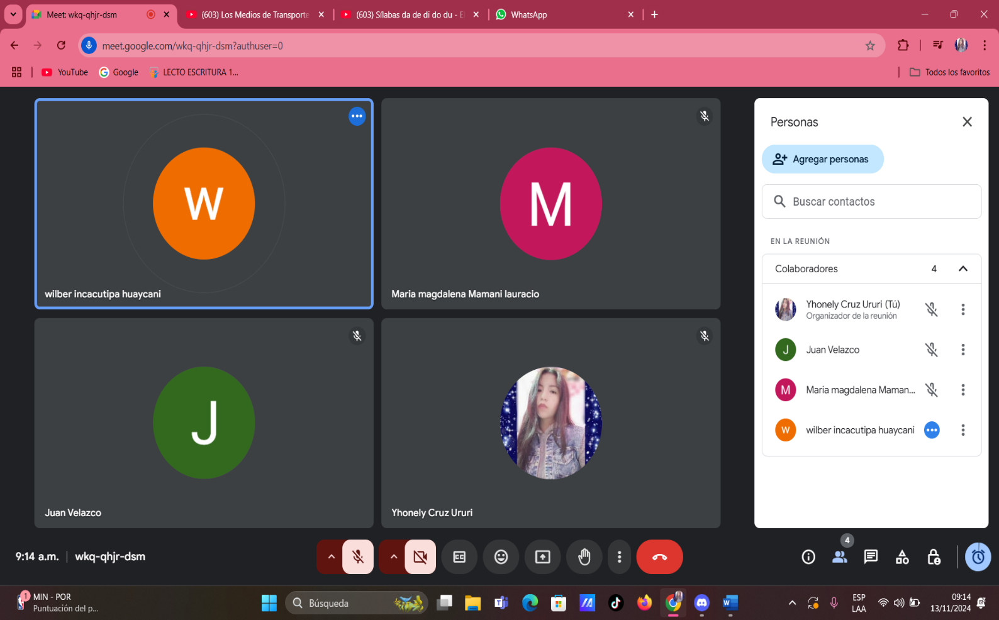 Meet: wkq-qhjr-dsm
(603) Los Medios de Transporte
(603) Sílabas da de di do du - E
WhatsApp
meet.google.com/wkq-qhjr-dsm?authuser=0
YouTube
Google
LECTO ESCRITURA 1...
Todos los favoritos
W
wilber incacutipa huaycani
M
Maria magdalena Mamani lauracio
J
Juan Velazco
Yhonely Cruz Ururi
Personas
Agregar personas
Buscar contactos
EN LA REUNIÓN
Colaboradores 4
Yhonely Cruz Ururi (Tú)
Organizador de la reunión
J Juan Velazco
M Maria magdalena Maman...
W wilber incacutipa huaycani
9:14 a.m. | wkq-qhjr-dsm
CC
4
1
MIN - POR
Puntuación del p...
Búsqueda
ESP
LAA
09:14
13/11/2024